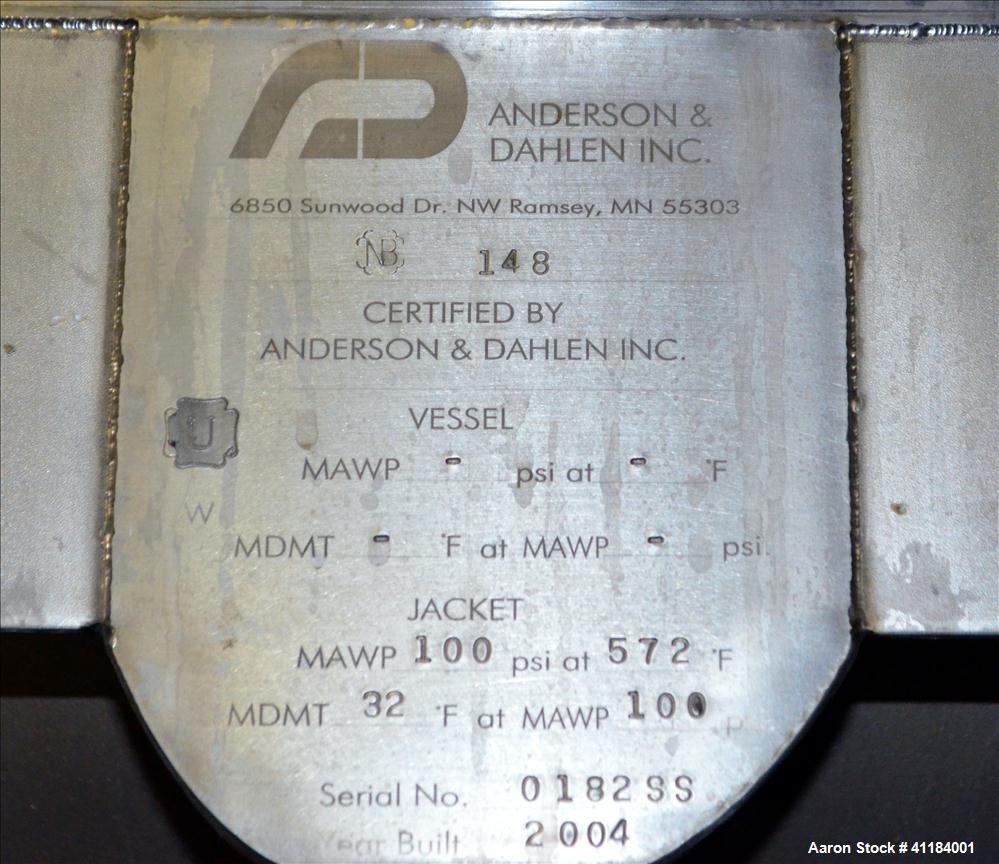 ANDERSON &
DAHLEN INC.
6850 Sunwood Dr. NW Ramsey, MN 55303
NB 148
CERTIFIED BY
ANDERSON & DAHLEN INC.
U
VESSEL
MAWP - psi at - °F
W
MDMT - °F at MAWP - psi.
JACKET
MAWP 100 psi at 572 °F
MDMT 32 °F at MAWP 100 p
Serial No. 0182SS
Year Built 2004
Aaron Stock # 41184001